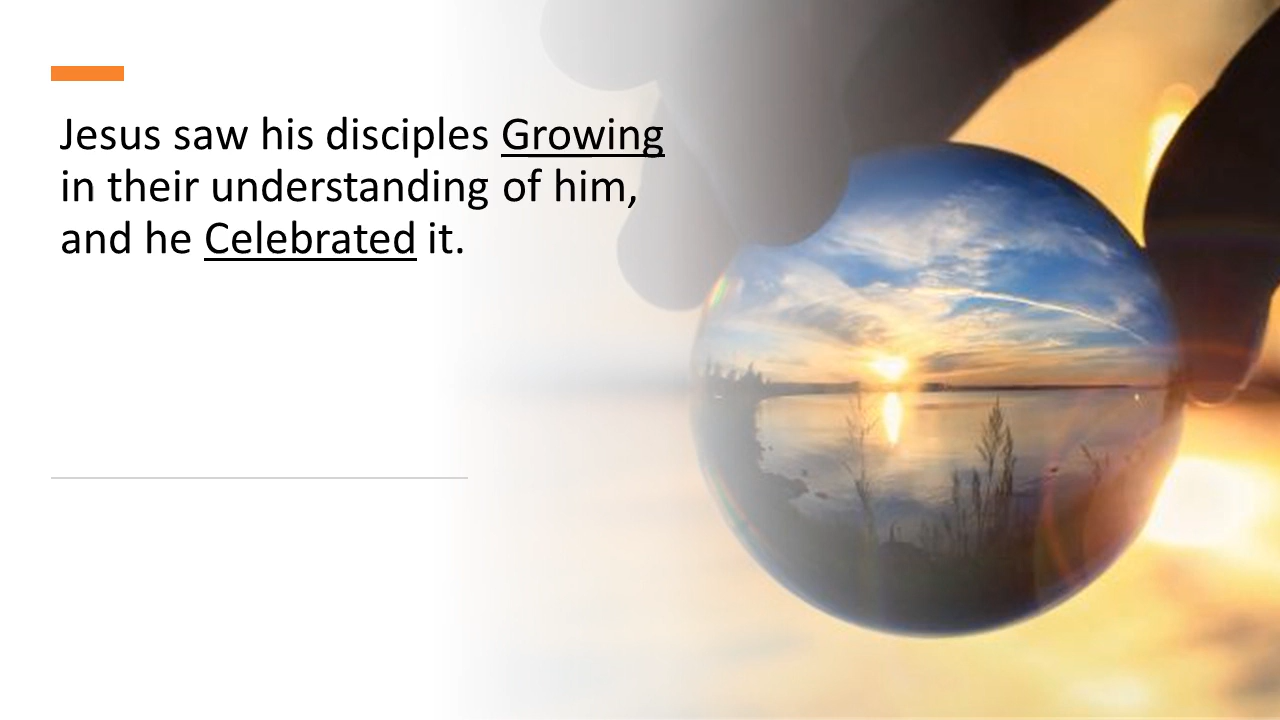 Jesus saw his disciples Growing
in their understanding of him,
and he Celebrated it.